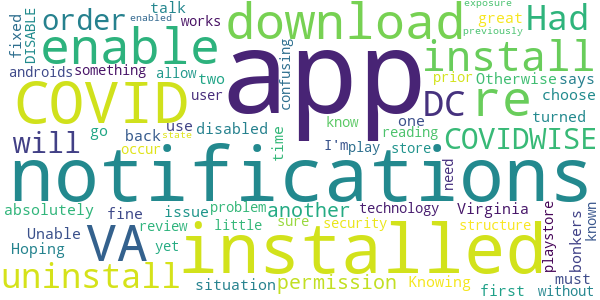 order talk works download Had exposure previously
DISABLE fixed enable app install great
androids something allow two confusing Otherwise says
COVID user re DC choose
go back use disabled time know one COVIDWISE turned
will occur state enabled I'm play reading store
notifications need
absolutely problem another technology Virginia structure playstore bonkers known
Unable fine issue little sure security
Hoping VA review yet installed must
uninstall situation permission Knowing first without prior